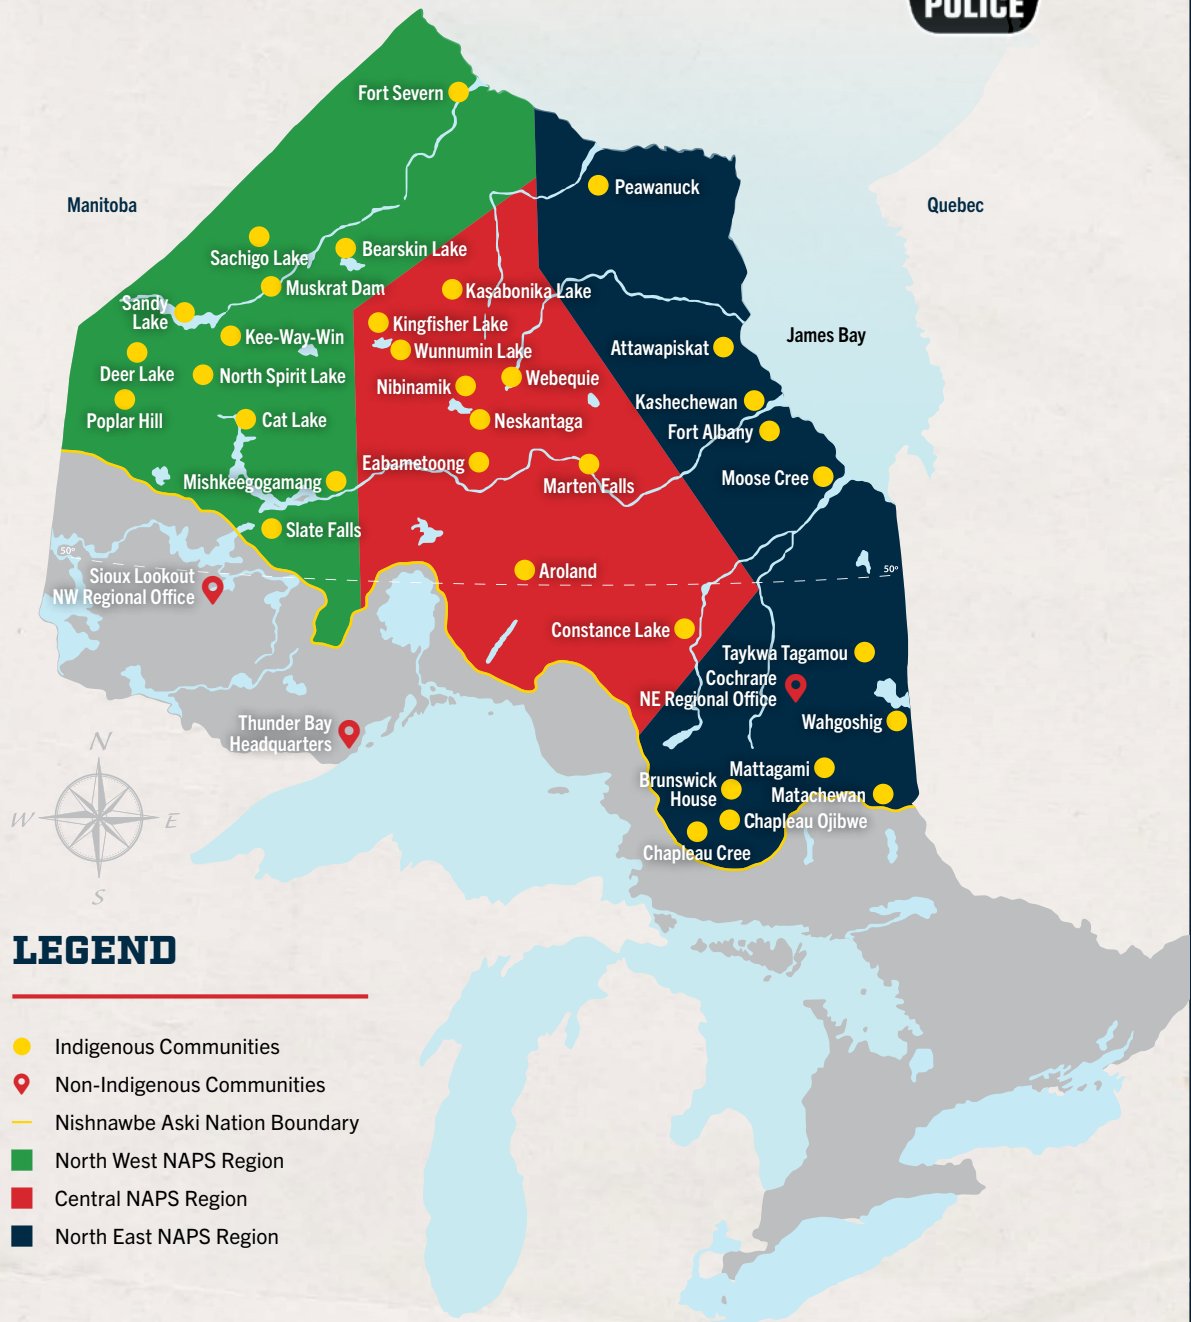 POLICE
Fort Severn
Peawanuck
Manitoba
Quebec
Sachigo Lake
Bearskin Lake
Muskrat Dam
Kasabonika Lake
Sandy
Lake
Kingfisher Lake
Kee-Way-Win
James Bay
Wunnumin Lake
Attawapiskat
Deer Lake
North Spirit Lake
Nibinamik
Webequie
Kashechewan
Poplar Hill
Cat Lake
Neskantaga
Fort Albany
Eabametoong
Marten Falls
Moose Cree
Mishkeegogamang
Slate Falls
50°
Aroland
50°
Sioux Lookout
NW Regional Office
Constance Lake
Taykwa Tagamou
Cochrane
NE Regional Office
Wahgoshig
Thunder Bay
Headquarters
Mattagami
Brunswick
House
Matachewan
Chapleau Ojibwe
Chapleau Cree
N
W
E
S
LEGEND
Indigenous Communities
Non-Indigenous Communities
Nishnawbe Aski Nation Boundary
North West NAPS Region
Central NAPS Region
North East NAPS Region